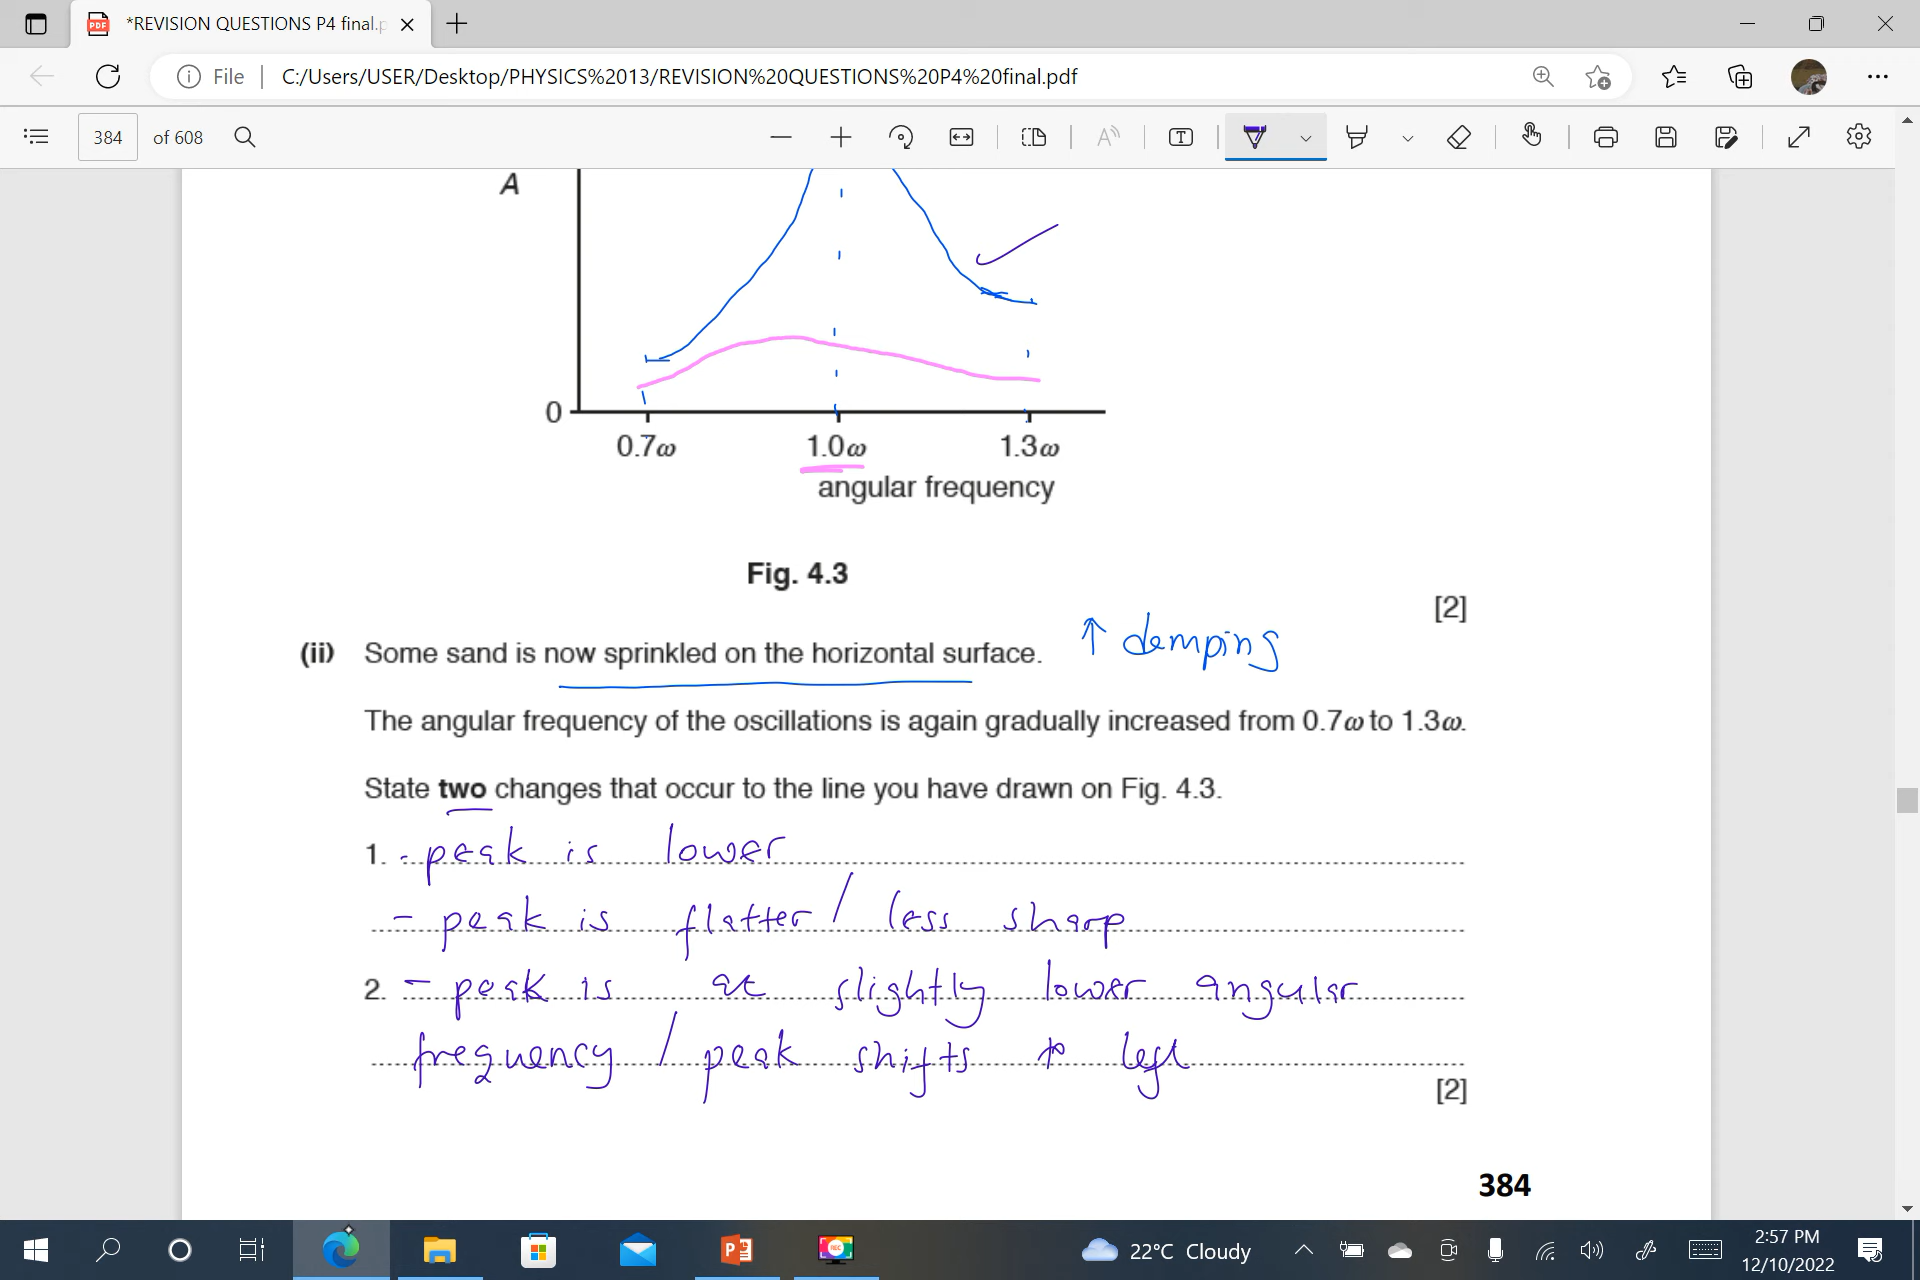 *REVISION QUESTIONS P4 final.p
File
C:/Users/USER/Desktop/PHYSICS%2013/REVISION%20QUESTIONS%20P4%20final.pdf
384 of 608
A
0
0.7ω 1.0ω 1.3ω
angular frequency
Fig. 4.3
[2]
(ii) Some sand is now sprinkled on the horizontal surface. ↑ damping
The angular frequency of the oscillations is again gradually increased from 0.7ω to 1.3ω.
State two changes that occur to the line you have drawn on Fig. 4.3.
1. - peak is lower
- peak is flatter / less sharp
2. - peak is at slightly lower angular
frequency / peak shifts to left
[2]
384
22°C Cloudy
2:57 PM
12/10/2022